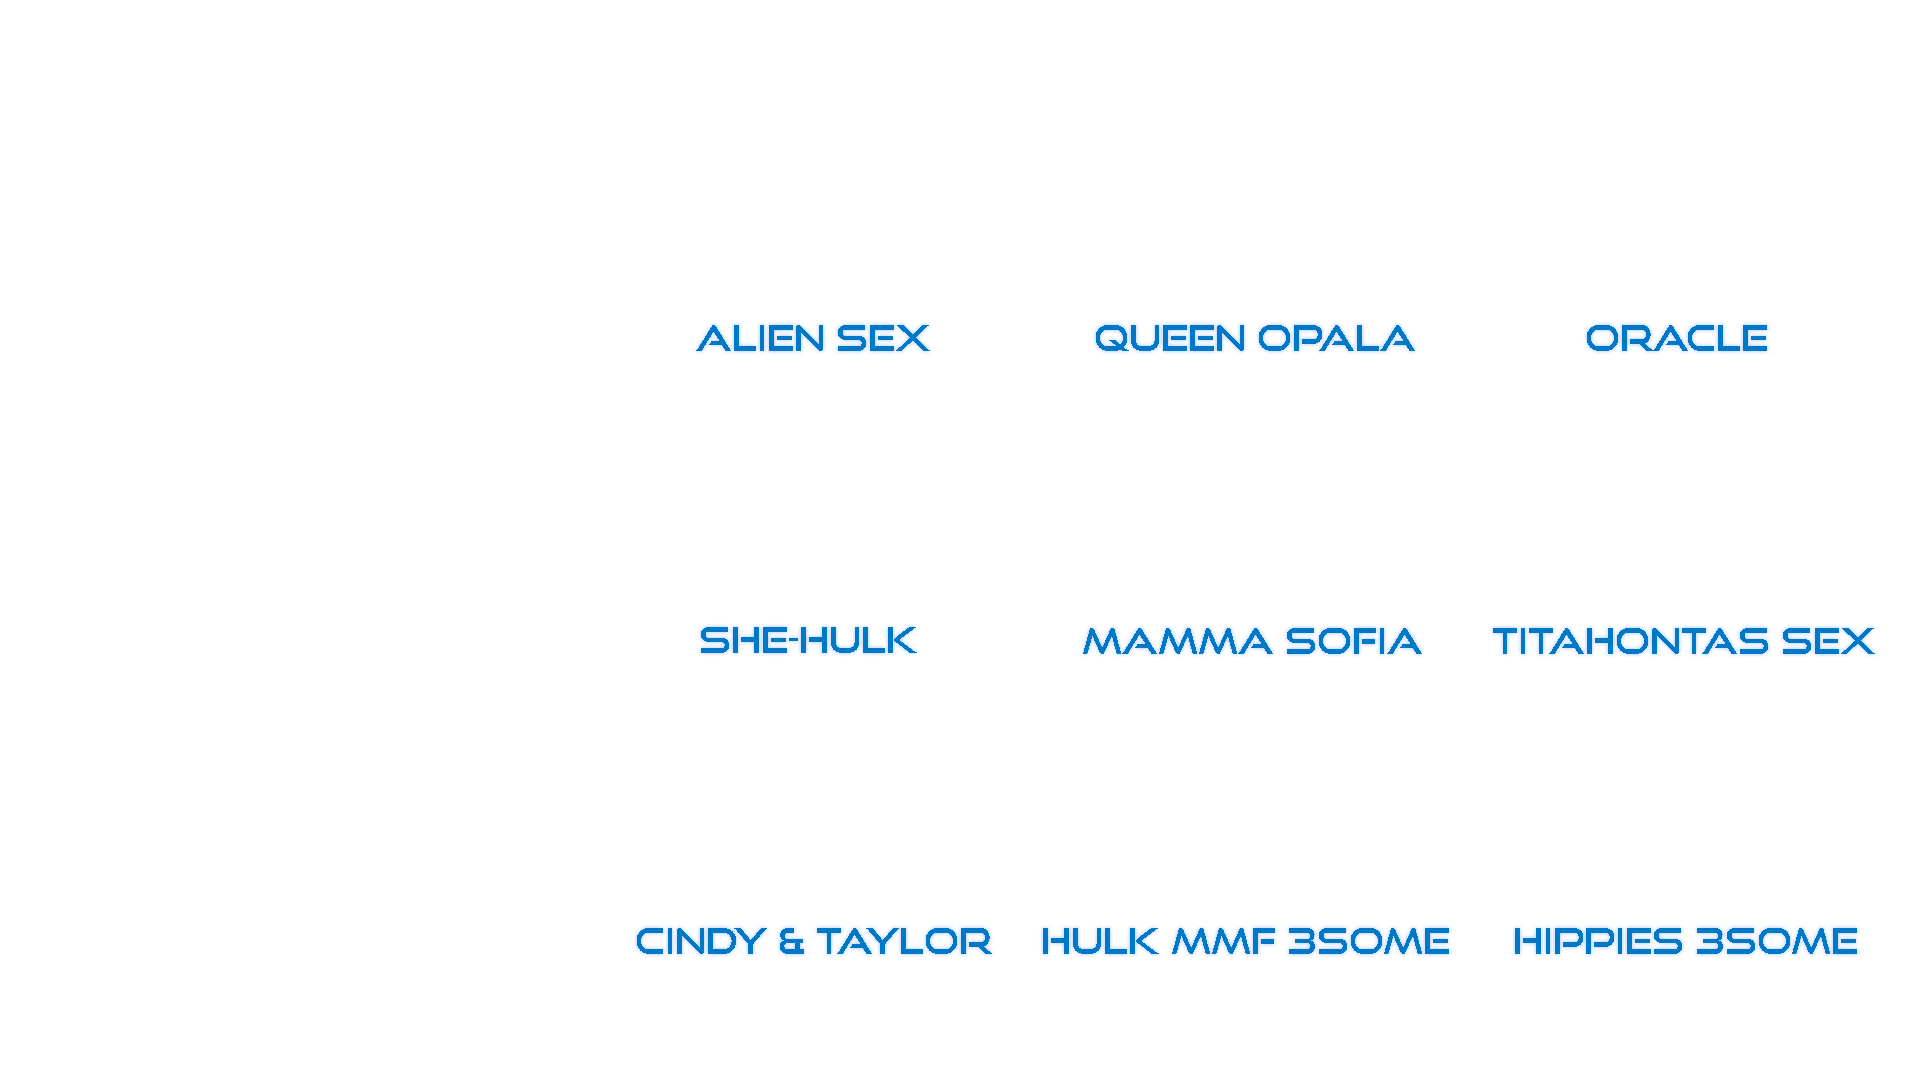 ALIEN SEX
QUEEN OPALA
ORACLE
SHE-HULK
MAMMA SOFIA
TITAHONTAS SEX
CINDY & TAYLOR
HULK MMF 3SOME
HIPPIES 3SOME